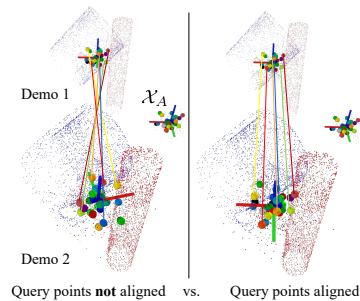 Demo 1
𝒳_A
Demo 2
Query points not aligned vs. Query points aligned